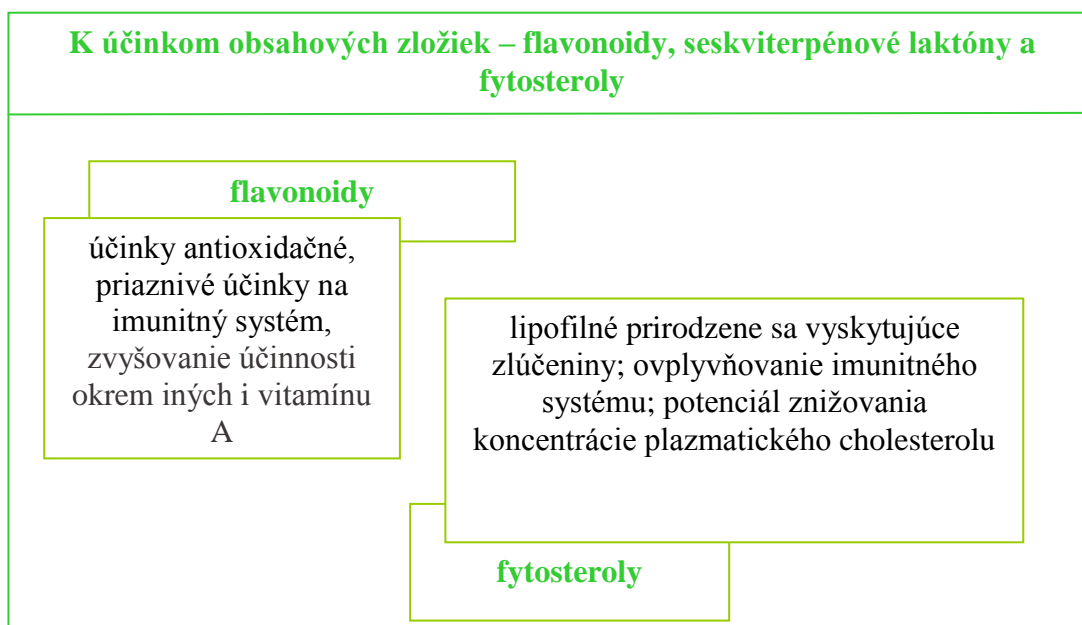 K účinkom obsahových zložiek – flavonoidy, seskviterpénové laktóny a
fytosteroly
flavonoidy
účinky antioxidačné,
priaznivé účinky na
imunitný systém,
zvyšovanie účinnosti
okrem iných i vitamínu
A
lipofilné prirodzene sa vyskytujúce
zlúčeniny; ovplyvňovanie imunitného
systému; potenciál znižovania
koncentrácie plazmatického cholesterolu
fytosteroly